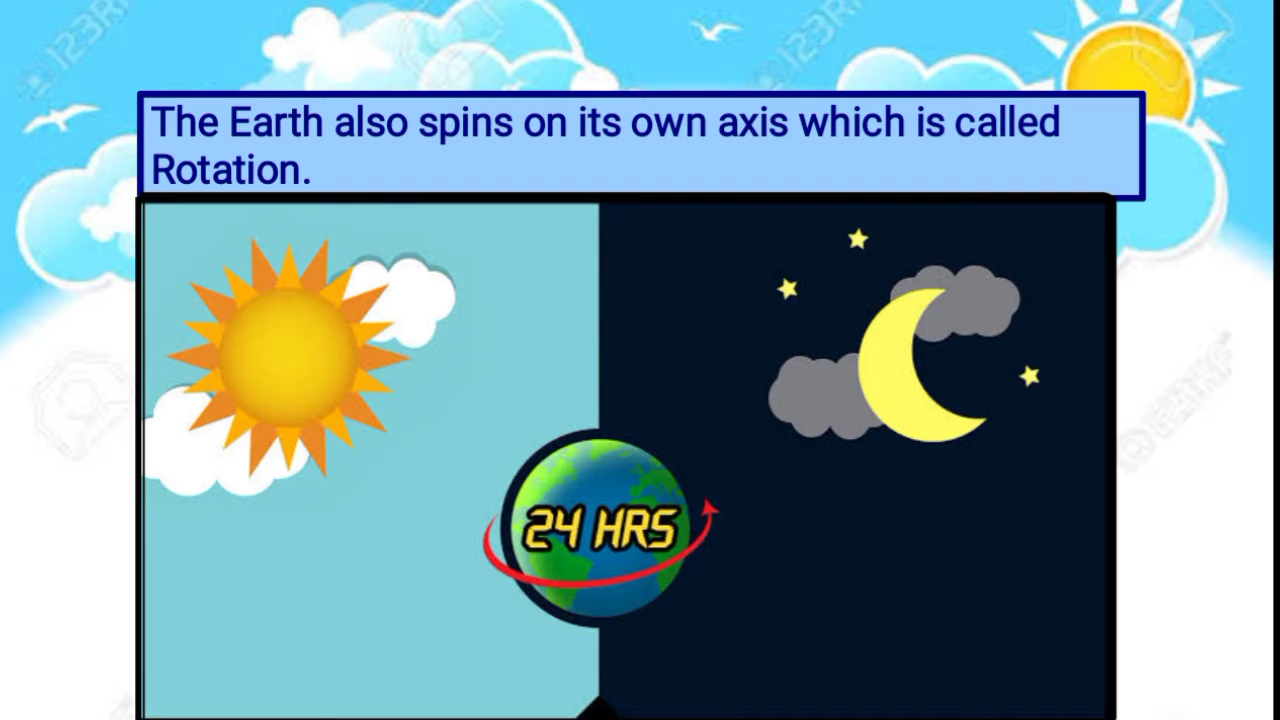 The Earth also spins on its own axis which is called
Rotation.
24 HRS